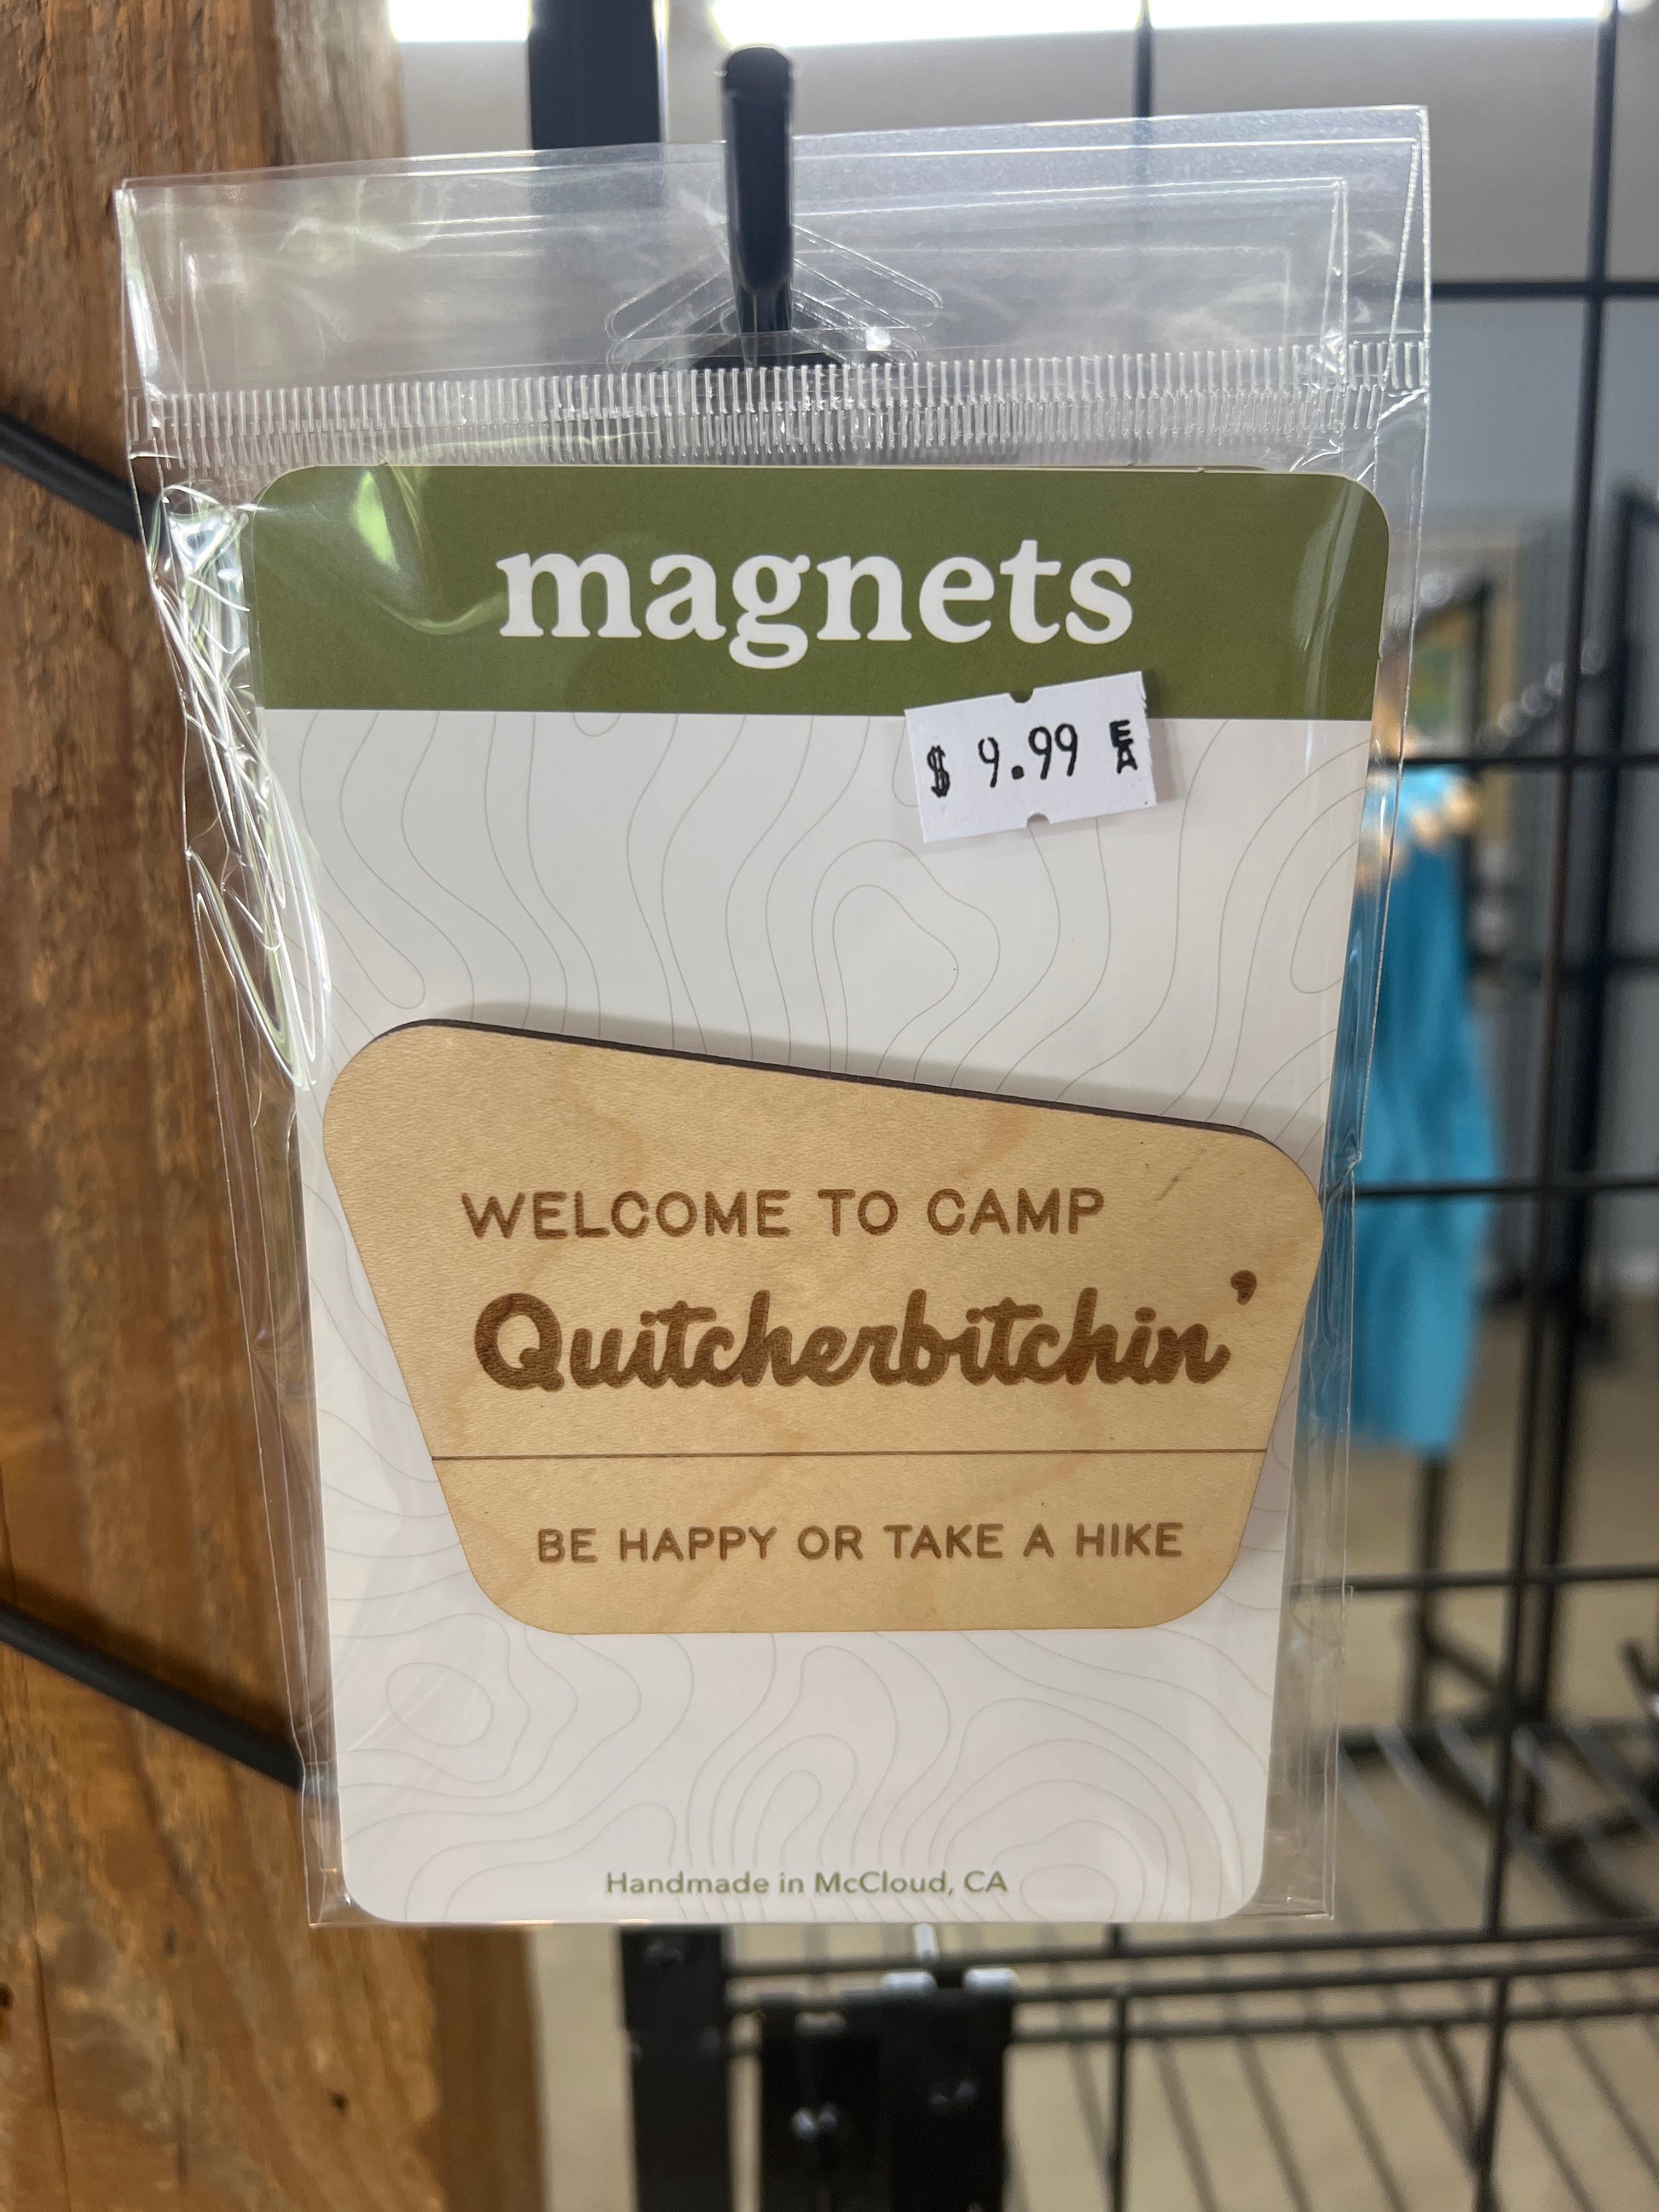 magnets
$ 9.99 EA
WELCOME TO CAMP
Quitcherbitchin'
BE HAPPY OR TAKE A HIKE
Handmade in McCloud, CA